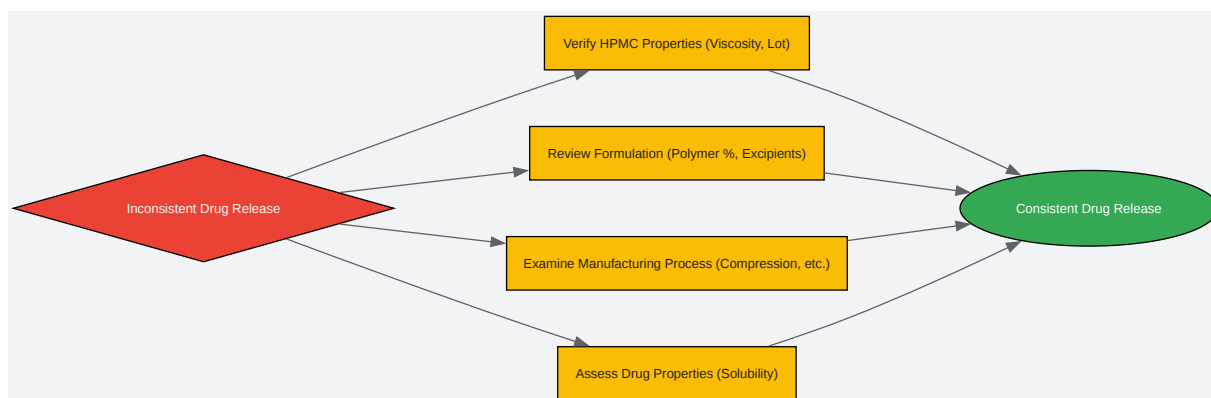 Verify HPMC Properties (Viscosity, Lot)
Review Formulation (Polymer %, Excipients)
Inconsistent Drug Release
Consistent Drug Release
Examine Manufacturing Process (Compression, etc.)
Assess Drug Properties (Solubility)